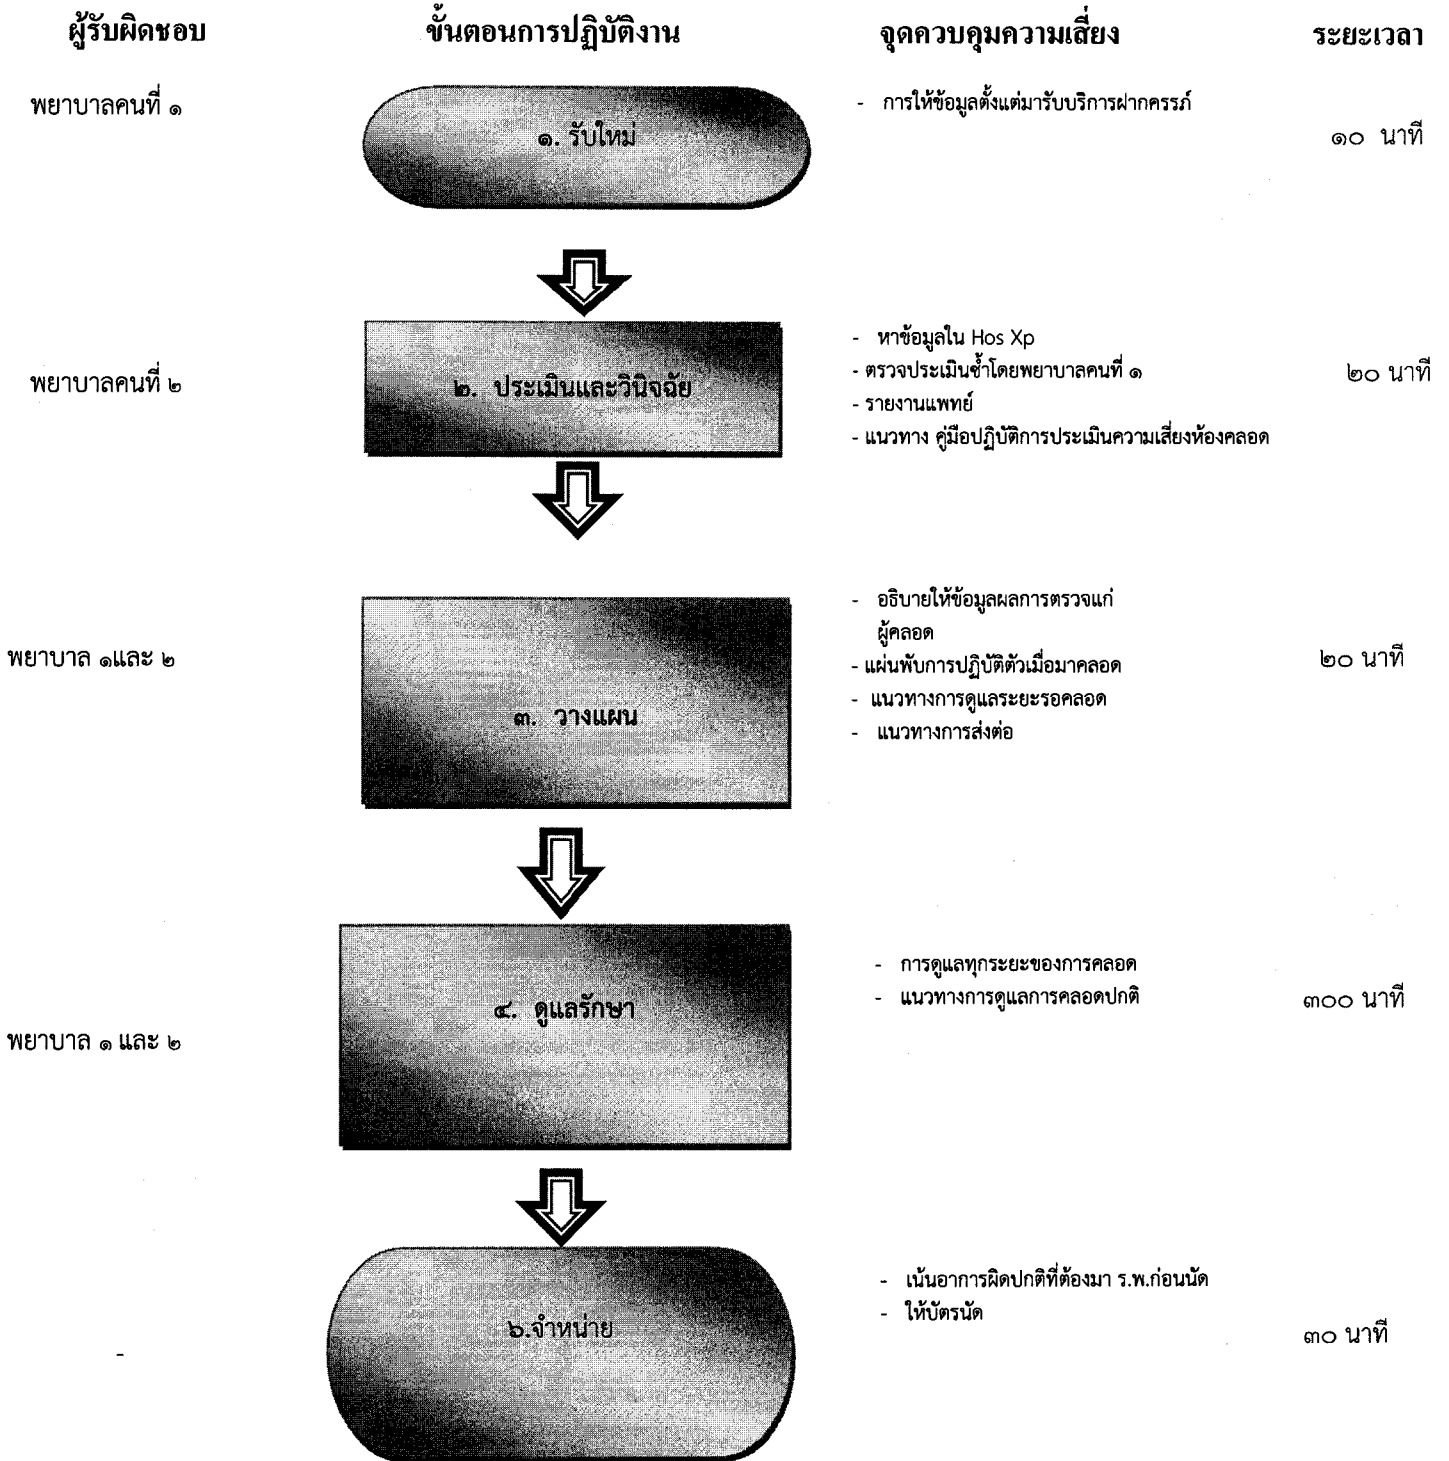 ผู้รับผิดชอบ ขั้นตอนการปฏิบัติงาน จุดควบคุมความเสี่ยง ระยะเวลา
พยาบาลคนที่ ๑
๑. รับใหม่
- การให้ข้อมูลตั้งแต่มารับบริการฝากครรภ์
๑๐ นาที
พยาบาลคนที่ ๒
๒. ประเมินและวินิจฉัย
- หาข้อมูลใน Hos Xp
- ตรวจประเมินซ้ำโดยพยาบาลคนที่ ๑
- รายงานแพทย์
- แนวทาง คู่มือปฏิบัติการประเมินความเสี่ยงห้องคลอด
๒๐ นาที
พยาบาล ๑และ ๒
๓. วางแผน
- อธิบายให้ข้อมูลผลการตรวจแก่
ผู้คลอด
- แผ่นพับการปฏิบัติตัวเมื่อมาคลอด
- แนวทางการดูแลระยะรอคลอด
- แนวทางการส่งต่อ
๒๐ นาที
พยาบาล ๑ และ ๒
๔. ดูแลรักษา
- การดูแลทุกระยะของการคลอด
- แนวทางการดูแลการคลอดปกติ
๓๐๐ นาที
-
๖.จำหน่าย
- เน้นอาการผิดปกติที่ต้องมา ร.พ.ก่อนนัด
- ให้บัตรนัด
๓๐ นาที